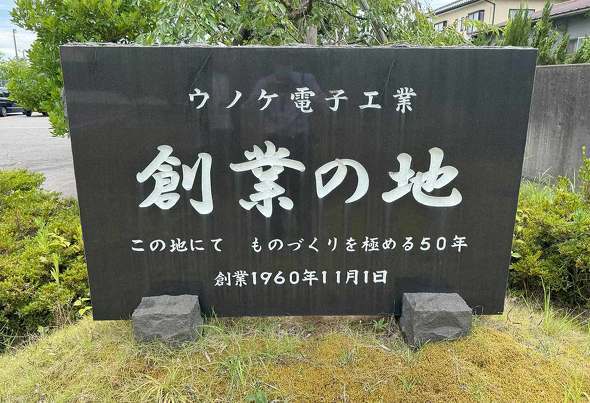 ウノケ電子工業
創業の地
この地にて ものづくりを極める50年
創業1960年11月1日